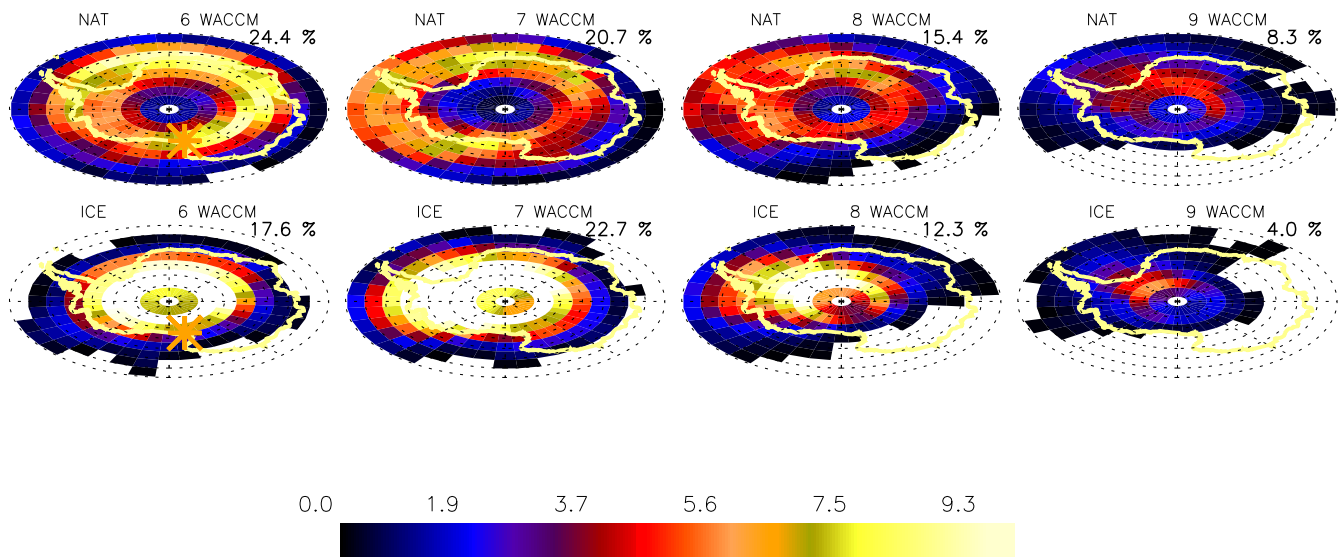 NAT 6 WACCM NAT 7 WACCM NAT 8 WACCM NAT 9 WACCM
24.4 % 20.7 % 15.4 % 8.3 %
ICE 6 WACCM ICE 7 WACCM ICE 8 WACCM ICE 9 WACCM
17.6 % 22.7 % 12.3 % 4.0 %
0.0 1.9 3.7 5.6 7.5 9.3